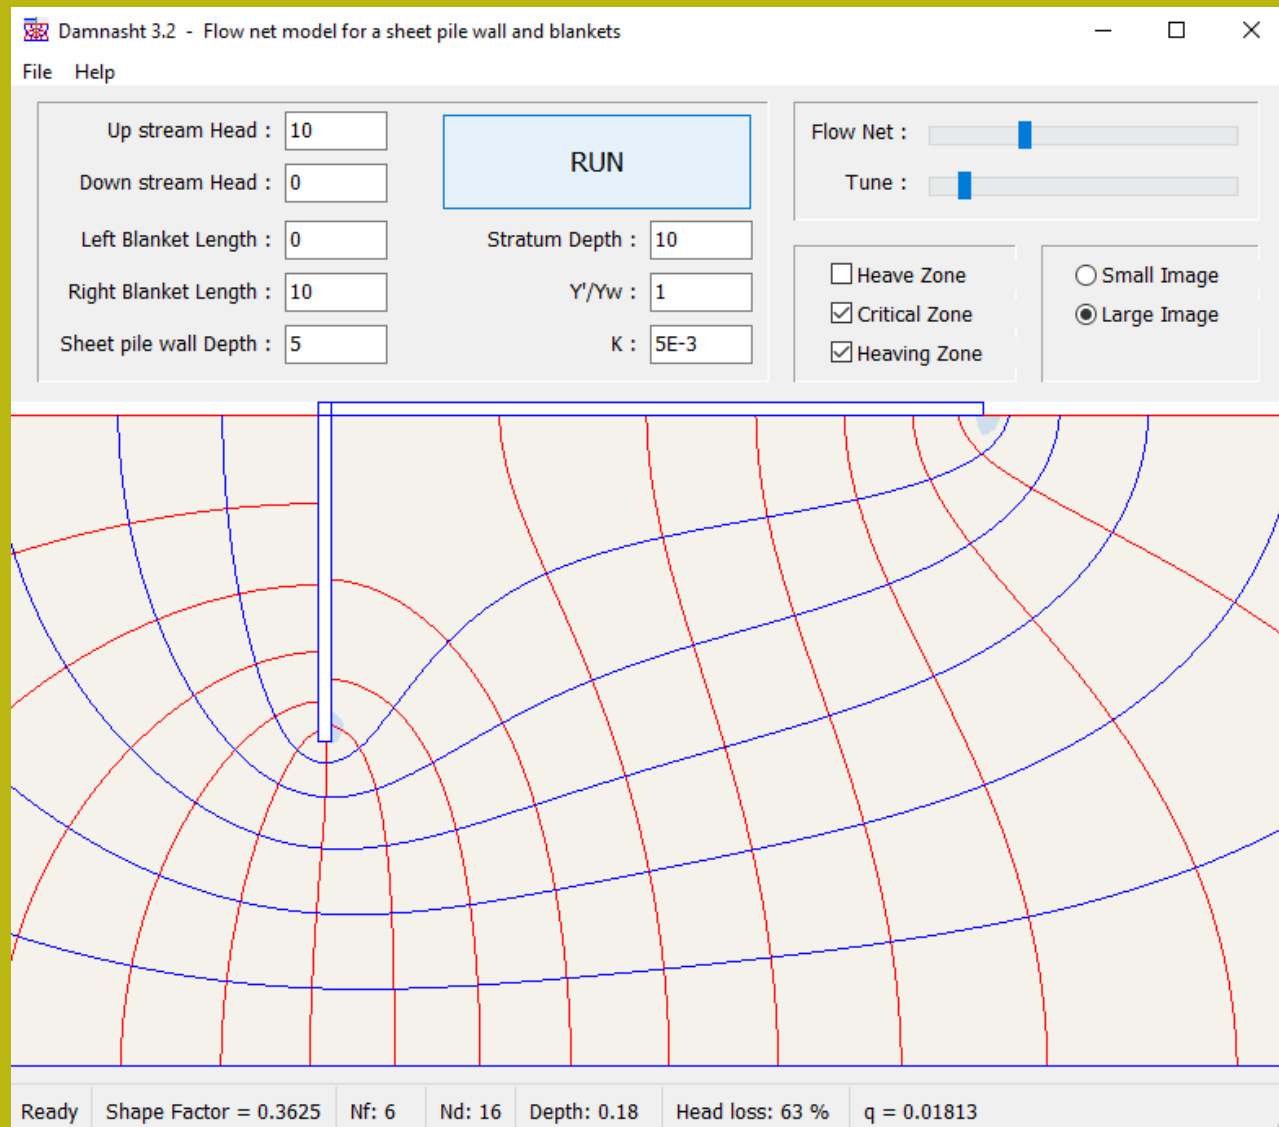 Damnasht 3.2 - Flow net model for a sheet pile wall and blankets
File Help
Up stream Head : 10
Down stream Head : 0
Left Blanket Length : 0
Right Blanket Length : 10
Sheet pile wall Depth : 5
RUN
Stratum Depth : 10
Y'/Yw : 1
K : 5E-3
Flow Net :
Tune :
Heave Zone
Critical Zone
Heaving Zone
Small Image
Large Image
Ready Shape Factor = 0.3625 Nf: 6 Nd: 16 Depth: 0.18 Head loss: 63 % q = 0.01813